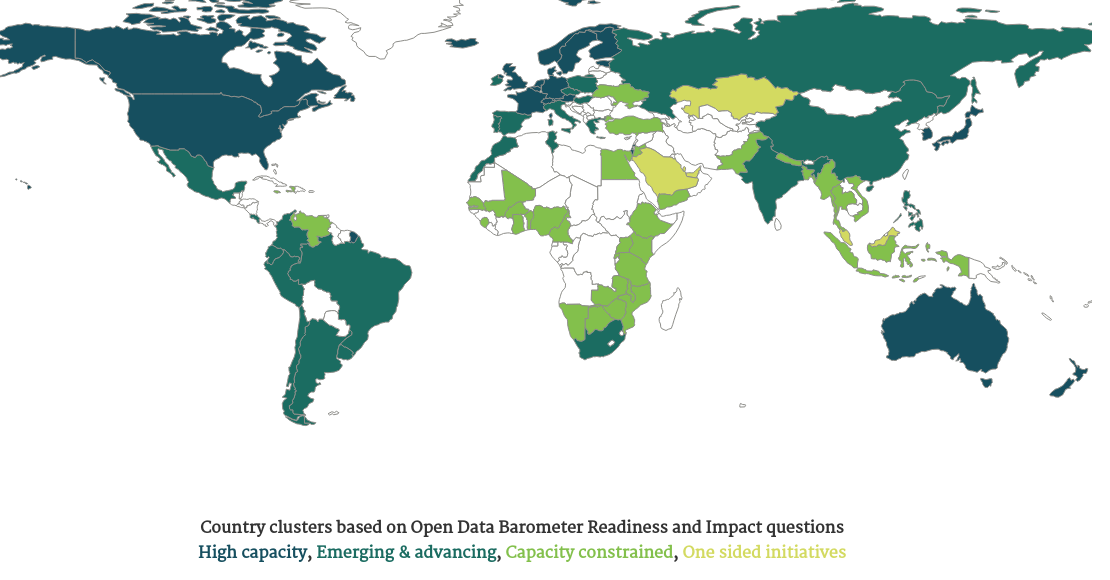 Country clusters based on Open Data Barometer Readiness and Impact questions
High capacity, Emerging & advancing, Capacity constrained, One sided initiatives